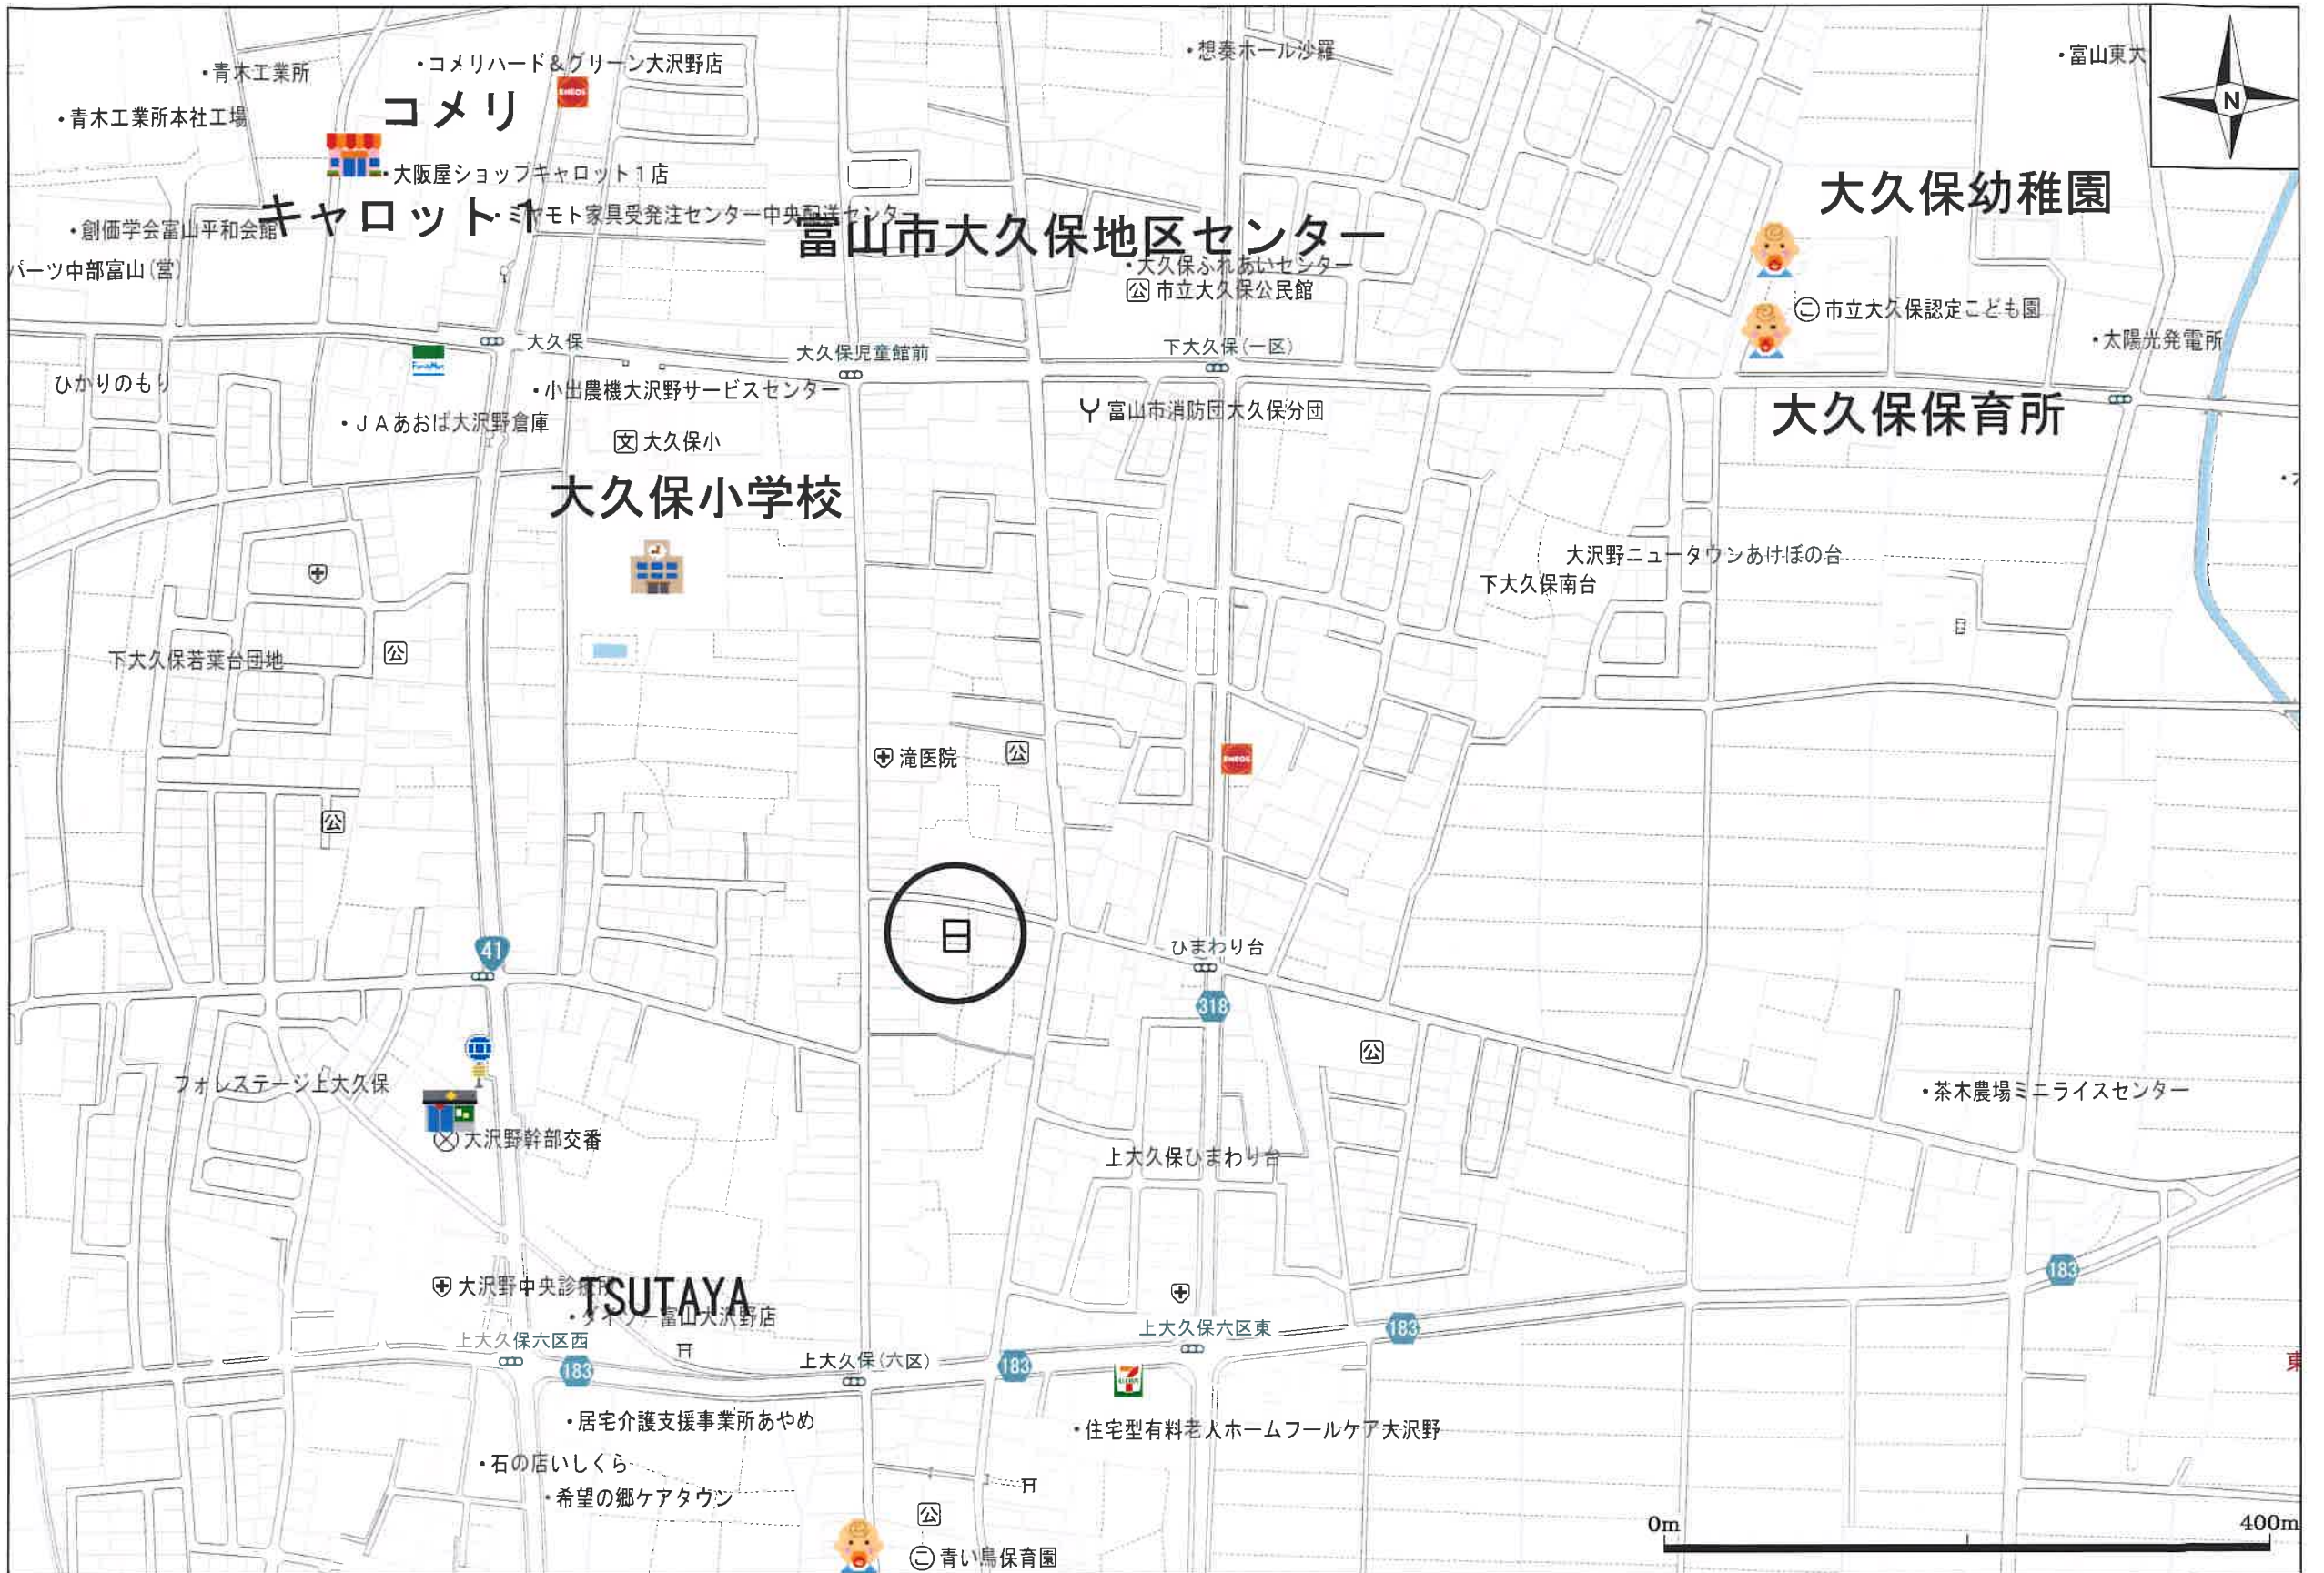 ・青木工業所
・コメリハード&グリーン大沢野店
・想奏ホール沙羅
・富山東大
N
ENEOS
コメリ
・青木工業所本社工場
・大阪屋ショップキャロット1店
大久保幼稚園
キャロット1
・ミヤモト家具受発注センター中央配送センター
・創価学会富山平和会館
富山市大久保地区センター
・大久保ふれあいセンター
パーツ中部富山(営)
公 市立大久保公民館
こ 市立大久保認定こども園
大久保
大久保児童館前
下大久保(一区)
・太陽光発電所
FamilyMart
ひかりのもり
・小出農機大沢野サービスセンター
富山市消防団大久保分団
大久保保育所
・JAあおば大沢野倉庫
文 大久保小
大久保小学校
大沢野ニュータウンあけぼの台
下大久保南台
公
下大久保若葉台団地
滝医院
公
ENEOS
公
日
41
ひまわり台
318
公
フォレステージ上大久保
・茶木農場ミニライスセンター
大沢野幹部交番
上大久保ひまわり台
183
大沢野中央診療所
TSUTAYA
・ダイソー富山大沢野店
上大久保六区西
上大久保六区東
183
上大久保(六区)
183
183
東
7
・居宅介護支援事業所あやめ
・住宅型有料老人ホームフールケア大沢野
・石の店いしくら
・希望の郷ケアタウン
公
0m
400m
こ 青い鳥保育園